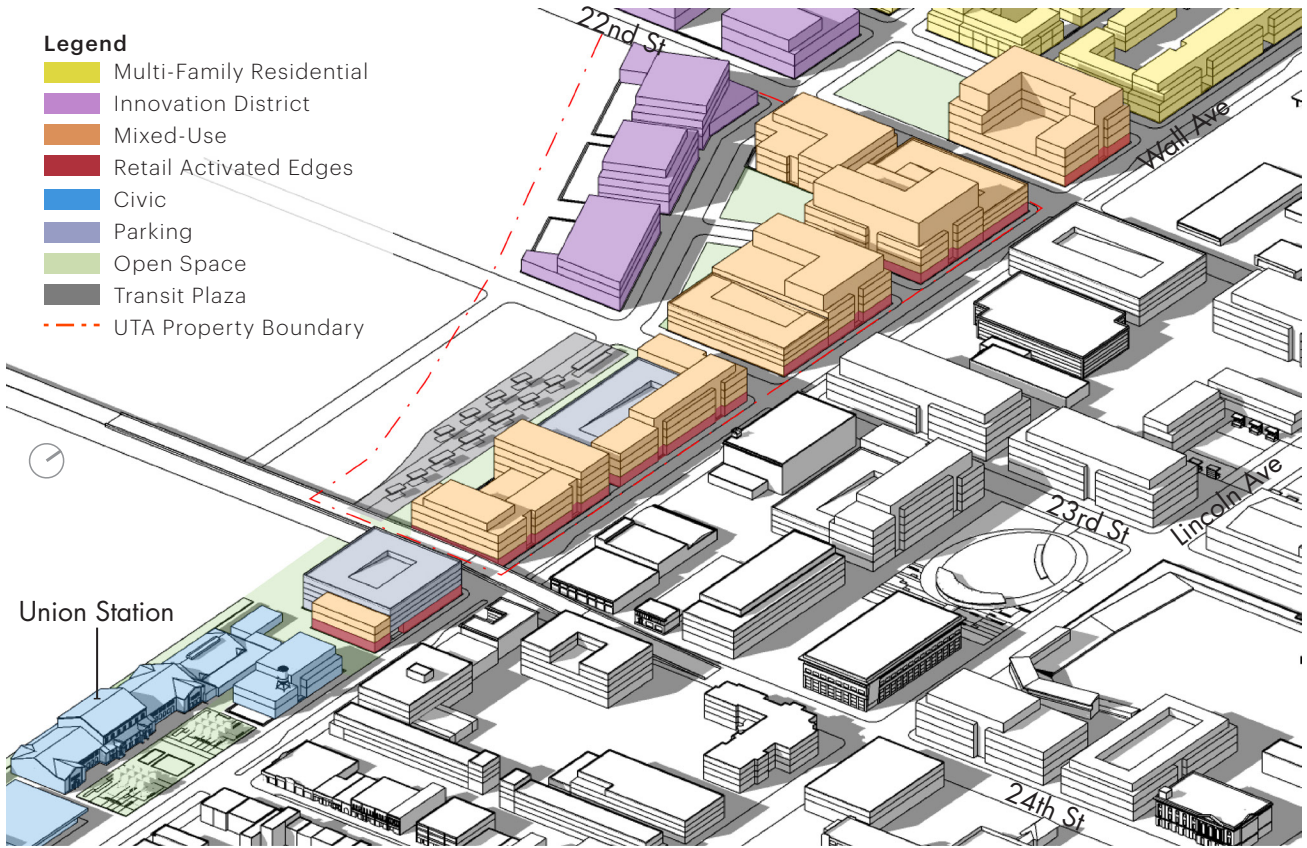 Legend
Multi-Family Residential
Innovation District
Mixed-Use
Retail Activated Edges
Civic
Parking
Open Space
Transit Plaza
UTA Property Boundary
22nd St
Wall Ave
23rd St
Lincoln Ave
Union Station
24th St